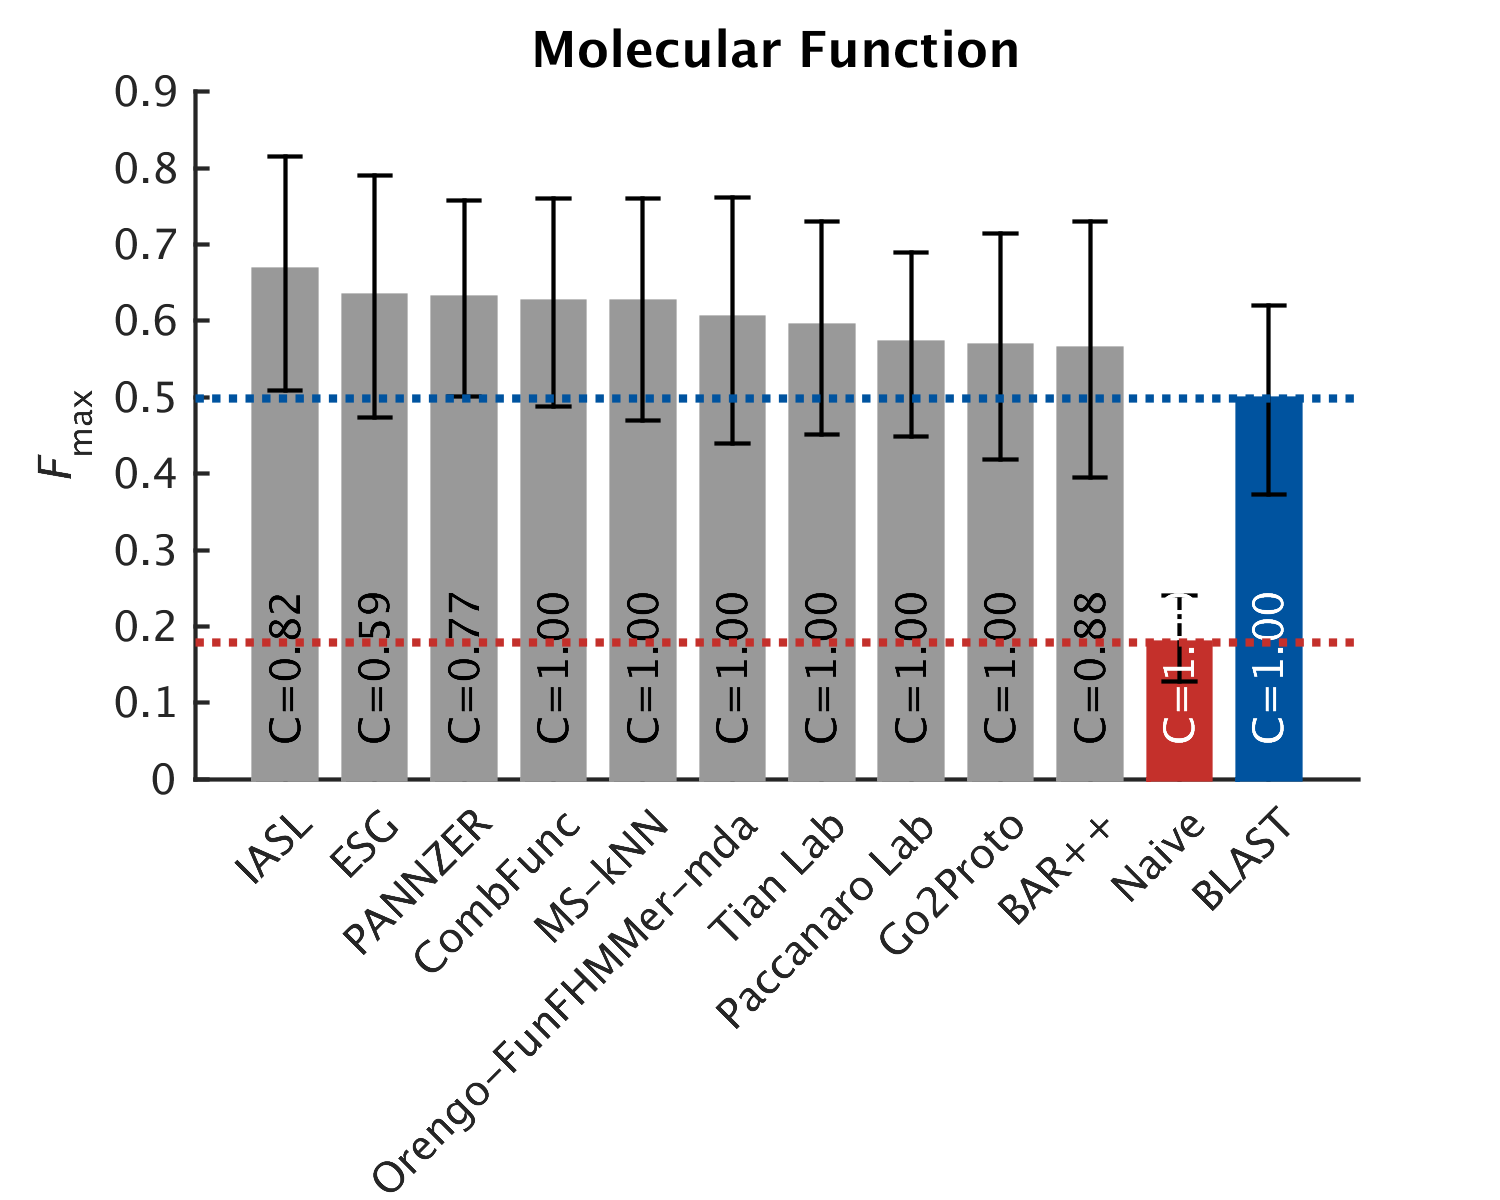 Molecular Function
0.9
0.8
0.7
0.6
0.5
0.4
0.3
0.2
0.1
0
Fmax
C=0.82
C=0.59
C=0.77
C=1.00
C=1.00
C=1.00
C=1.00
C=1.00
C=1.00
C=0.88
C=1.
C=1.00
IASL
ESG
PANNZER
CombFunc
MS-kNN
Orengo-FunFHMMer-mda
Tian Lab
Paccanaro Lab
Go2Proto
BAR++
Naive
BLAST